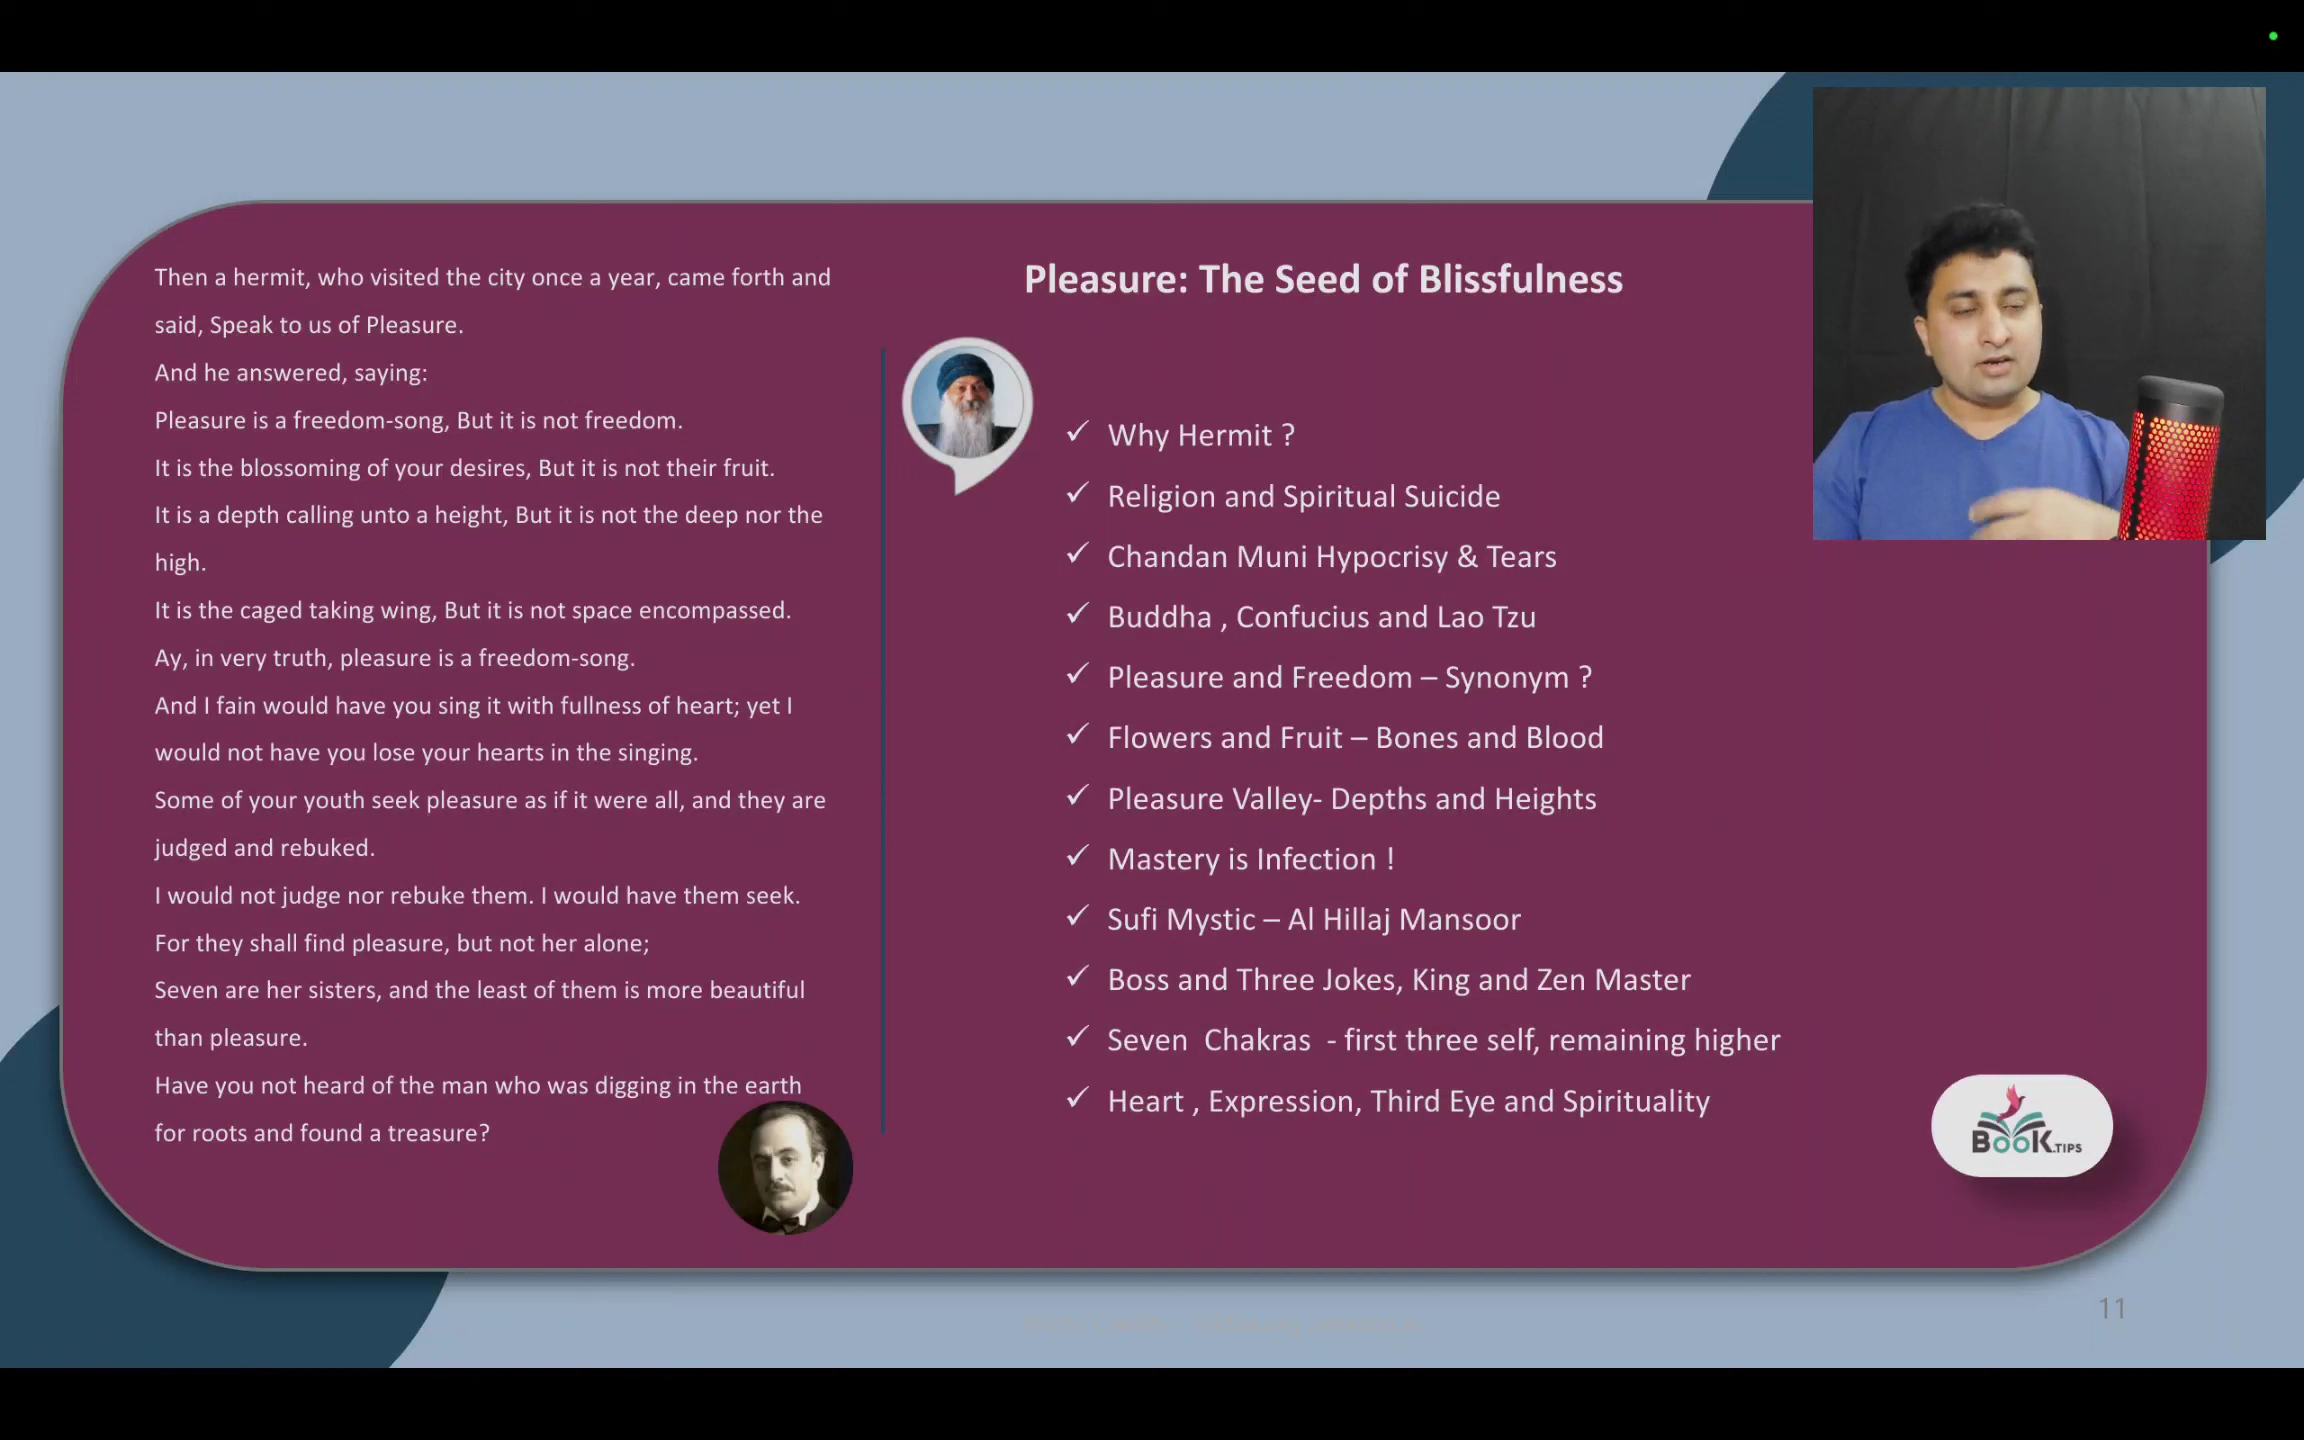 Then a hermit, who visited the city once a year, came forth and
said, Speak to us of Pleasure.
And he answered, saying:
Pleasure is a freedom-song, But it is not freedom.
It is the blossoming of your desires, But it is not their fruit.
It is a depth calling unto a height, But it is not the deep nor the
high.
It is the caged taking wing, But it is not space encompassed.
Ay, in very truth, pleasure is a freedom-song.
And I fain would have you sing it with fullness of heart; yet I
would not have you lose your hearts in the singing.
Some of your youth seek pleasure as if it were all, and they are
judged and rebuked.
I would not judge nor rebuke them. I would have them seek.
For they shall find pleasure, but not her alone;
Seven are her sisters, and the least of them is more beautiful
than pleasure.
Have you not heard of the man who was digging in the earth
for roots and found a treasure?
Pleasure: The Seed of Blissfulness
✓ Why Hermit ?
✓ Religion and Spiritual Suicide
✓ Chandan Muni Hypocrisy & Tears
✓ Buddha , Confucius and Lao Tzu
✓ Pleasure and Freedom – Synonym ?
✓ Flowers and Fruit – Bones and Blood
✓ Pleasure Valley- Depths and Heights
✓ Mastery is Infection !
✓ Sufi Mystic – Al Hillaj Mansoor
✓ Boss and Three Jokes, King and Zen Master
✓ Seven  Chakras  - first three self, remaining higher
✓ Heart , Expression, Third Eye and Spirituality
BooK.TIPS
11